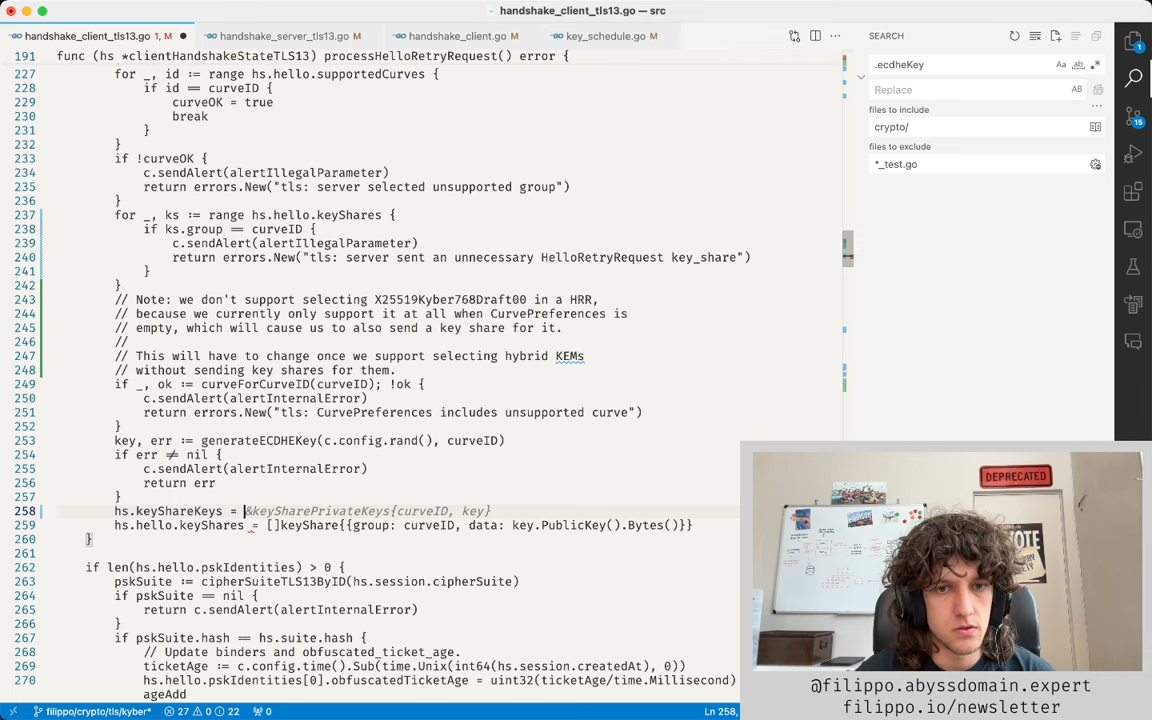 handshake_client_tls13.go — src
handshake_client_tls13.go 1, M
handshake_server_tls13.go M
handshake_client.go M
key_schedule.go M
191 func (hs *clientHandshakeStateTLS13) processHelloRetryRequest() error {
227 for _, id := range hs.hello.supportedCurves {
228 if id == curveID {
229 curveOK = true
230 break
231 }
232 }
233 if !curveOK {
234 c.sendAlert(alertIllegalParameter)
235 return errors.New("tls: server selected unsupported group")
236 }
237 for _, ks := range hs.hello.keyShares {
238 if ks.group == curveID {
239 c.sendAlert(alertIllegalParameter)
240 return errors.New("tls: server sent an unnecessary HelloRetryRequest key_share")
241 }
242 }
243 // Note: we don't support selecting X25519Kyber768Draft00 in a HRR,
244 // because we currently only support it at all when CurvePreferences is
245 // empty, which will cause us to also send a key share for it.
246 //
247 // This will have to change once we support selecting hybrid KEMs
248 // without sending key shares for them.
249 if _, ok := curveForCurveID(curveID); !ok {
250 c.sendAlert(alertInternalError)
251 return errors.New("tls: CurvePreferences includes unsupported curve")
252 }
253 key, err := generateECDHEKey(c.config.rand(), curveID)
254 if err ≠ nil {
255 c.sendAlert(alertInternalError)
256 return err
257 }
258 hs.keyShareKeys = &keySharePrivateKeys{curveID, key}
259 hs.hello.keyShares = []keyShare{{group: curveID, data: key.PublicKey().Bytes()}}
260 }
261
262 if len(hs.hello.pskIdentities) > 0 {
263 pskSuite := cipherSuiteTLS13ByID(hs.session.cipherSuite)
264 if pskSuite == nil {
265 return c.sendAlert(alertInternalError)
266 }
267 if pskSuite.hash == hs.suite.hash {
268 // Update binders and obfuscated_ticket_age.
269 ticketAge := c.config.time().Sub(time.Unix(int64(hs.session.createdAt), 0))
270 hs.hello.pskIdentities[0].obfuscatedTicketAge = uint32(ticketAge/time.Millisecond)
ageAdd
SEARCH
.ecdheKey
Aa ab .*
Replace
AB
files to include
crypto/
files to exclude
*_test.go
1
15
DEPRECATED
VOTE
@filippo.abyssdomain.expert
filippo.io/newsletter
filippo/crypto/tls/kyber* 27 0 22 0
Ln 258,